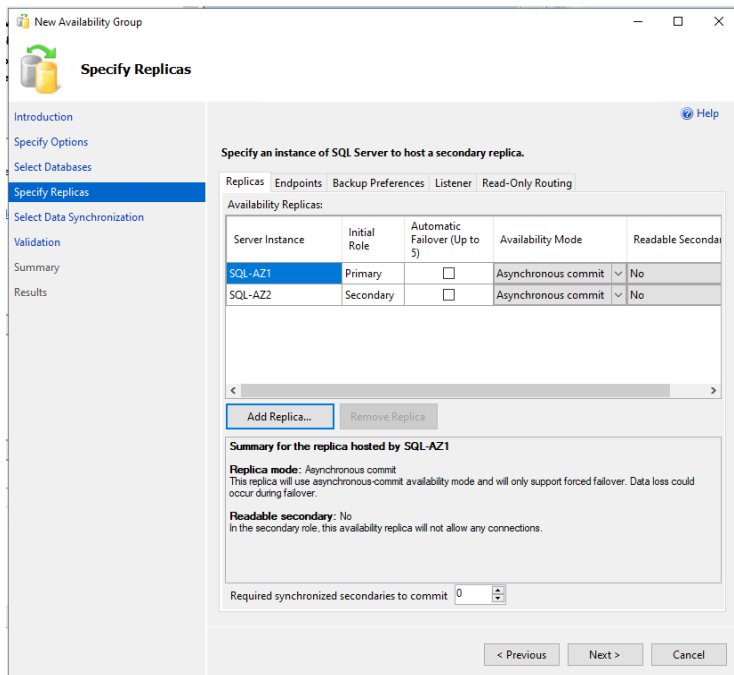 New Availability Group
Specify Replicas
Help
Introduction
Specify Options
Select Databases
Specify Replicas
Select Data Synchronization
Validation
Summary
Results
Specify an instance of SQL Server to host a secondary replica.
Replicas Endpoints Backup Preferences Listener Read-Only Routing
Availability Replicas:
Server Instance Initial Role Automatic Failover (Up to 5) Availability Mode Readable Secondar
SQL-AZ1 Primary Asynchronous commit No
SQL-AZ2 Secondary Asynchronous commit No
Add Replica... Remove Replica
Summary for the replica hosted by SQL-AZ1
Replica mode: Asynchronous commit
This replica will use asynchronous-commit availability mode and will only support forced failover. Data loss could
occur during failover.
Readable secondary: No
In the secondary role, this availability replica will not allow any connections.
Required synchronized secondaries to commit 0
< Previous Next > Cancel